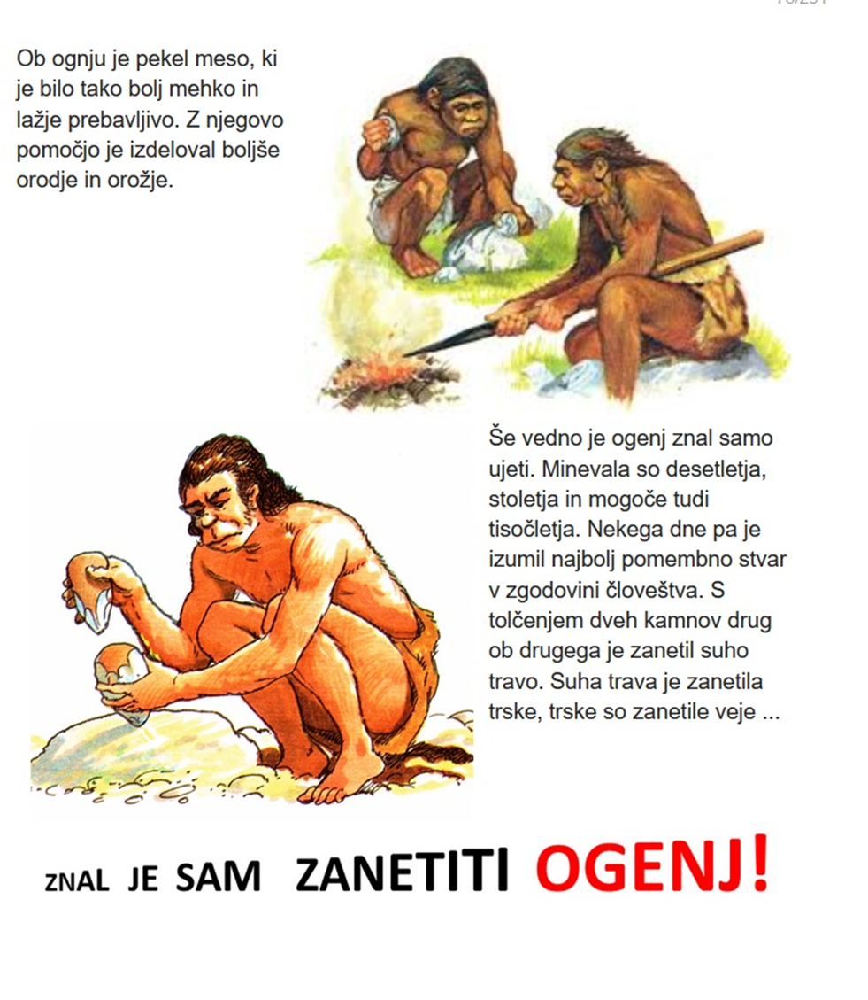 Ob ognju je pekel meso, ki
je bilo tako bolj mehko in
lažje prebavljivo. Z njegovo
pomočjo je izdeloval boljše
orodje in orožje.
Še vedno je ogenj znal samo
ujeti. Minevala so desetletja,
stoletja in mogoče tudi
tisočletja. Nekega dne pa je
izumil najbolj pomembno stvar
v zgodovini človeštva. S
tolčenjem dveh kamnov drug
ob drugega je zanetil suho
travo. Suha trava je zanetila
trske, trske so zanetile veje ...
ZNAL JE SAM ZANETITI OGENJ!